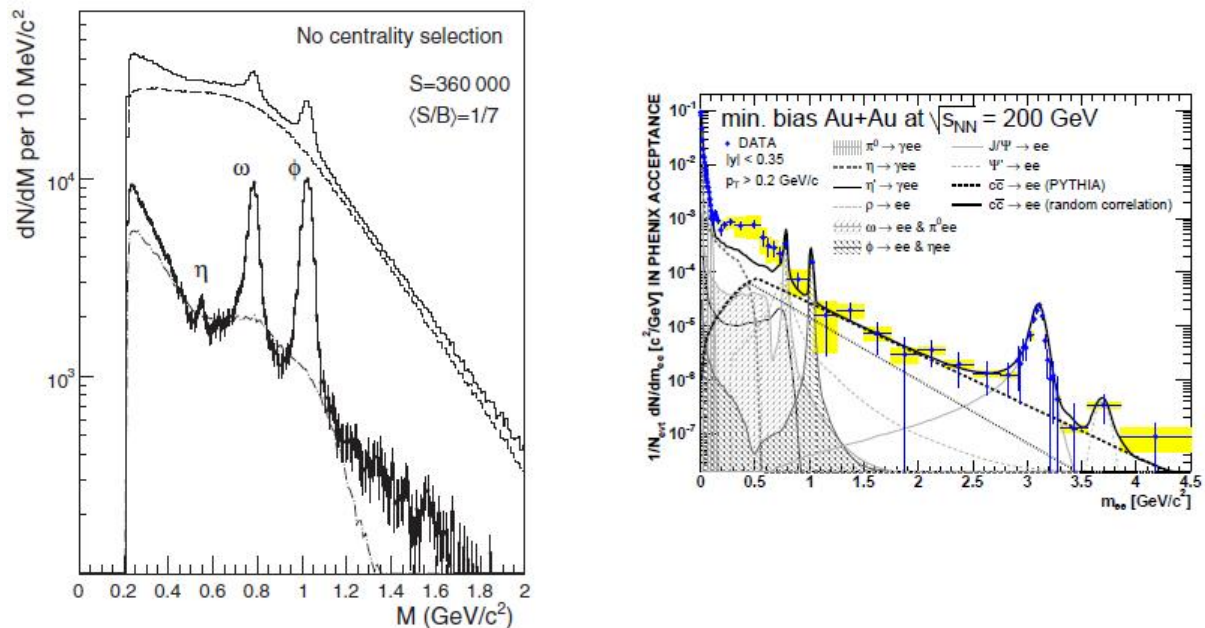 dN/dM per 10 MeV/c²
10⁴
10³
No centrality selection
S=360 000
⟨S/B⟩=1/7
η
ω
ϕ
0 0.2 0.4 0.6 0.8 1 1.2 1.4 1.6 1.8 2
M (GeV/c²)
1/N_evt dN/dm_ee [c²/GeV] IN PHENIX ACCEPTANCE
10⁻¹
10⁻²
10⁻³
10⁻⁴
10⁻⁵
10⁻⁶
10⁻⁷
min. bias Au+Au at √s_NN = 200 GeV
DATA
|y| < 0.35
p_T > 0.2 GeV/c
π⁰ → γee
η → γee
η' → γee
ρ → ee
ω → ee & π⁰ee
ϕ → ee & ηee
J/Ψ → ee
Ψ' → ee
cc̄ → ee (PYTHIA)
cc̄ → ee (random correlation)
0 0.5 1 1.5 2 2.5 3 3.5 4 4.5
m_ee [GeV/c²]